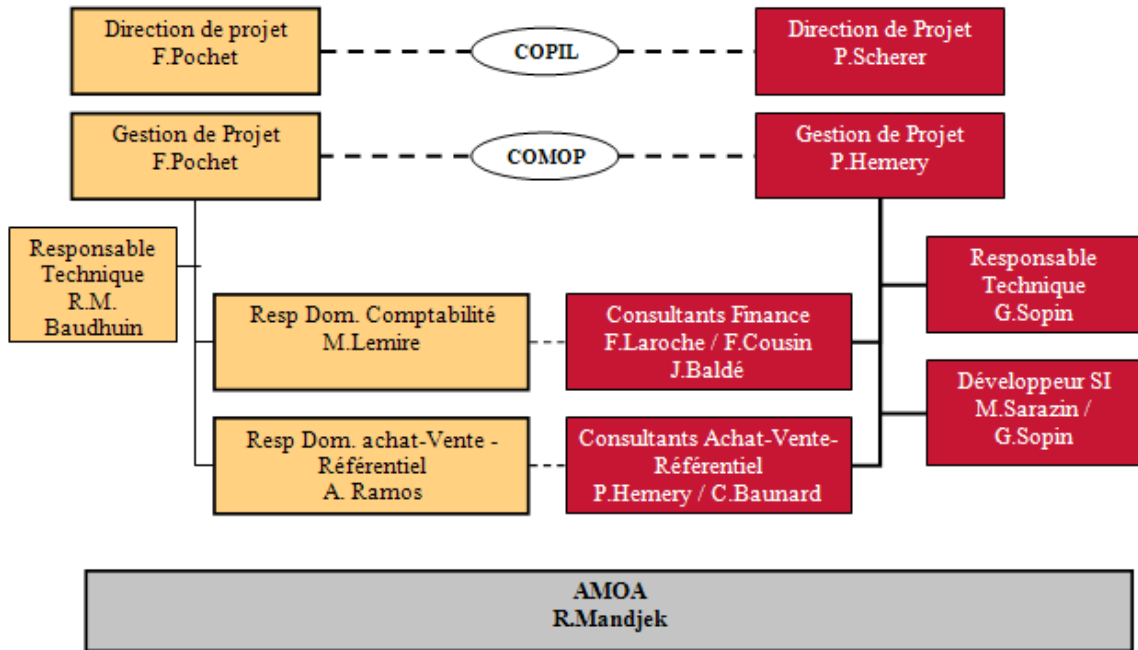 Direction de projet
F.Pochet
COPIL
Direction de Projet
P.Scherer
Gestion de Projet
F.Pochet
COMOP
Gestion de Projet
P.Hemery
Responsable
Technique
R.M.
Baudhuin
Resp Dom. Comptabilité
M.Lemire
Consultants Finance
F.Laroche / F.Cousin
J.Baldé
Responsable
Technique
G.Sopin
Resp Dom. achat-Vente -
Référentiel
A. Ramos
Consultants Achat-Vente-
Référentiel
P.Hemery / C.Baunard
Développeur SI
M.Sarazin /
G.Sopin
AMOA
R.Mandjek